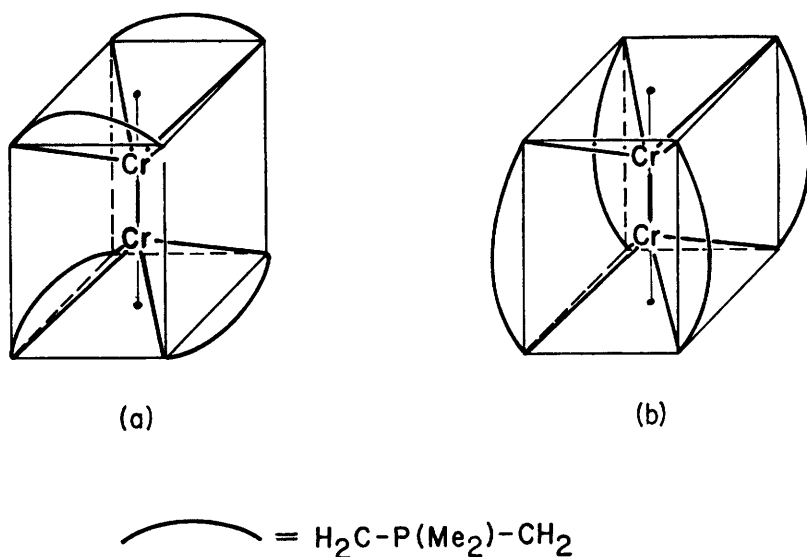 Cr
Cr
Cr
Cr
(a)
(b)
= H₂C-P(Me₂)-CH₂